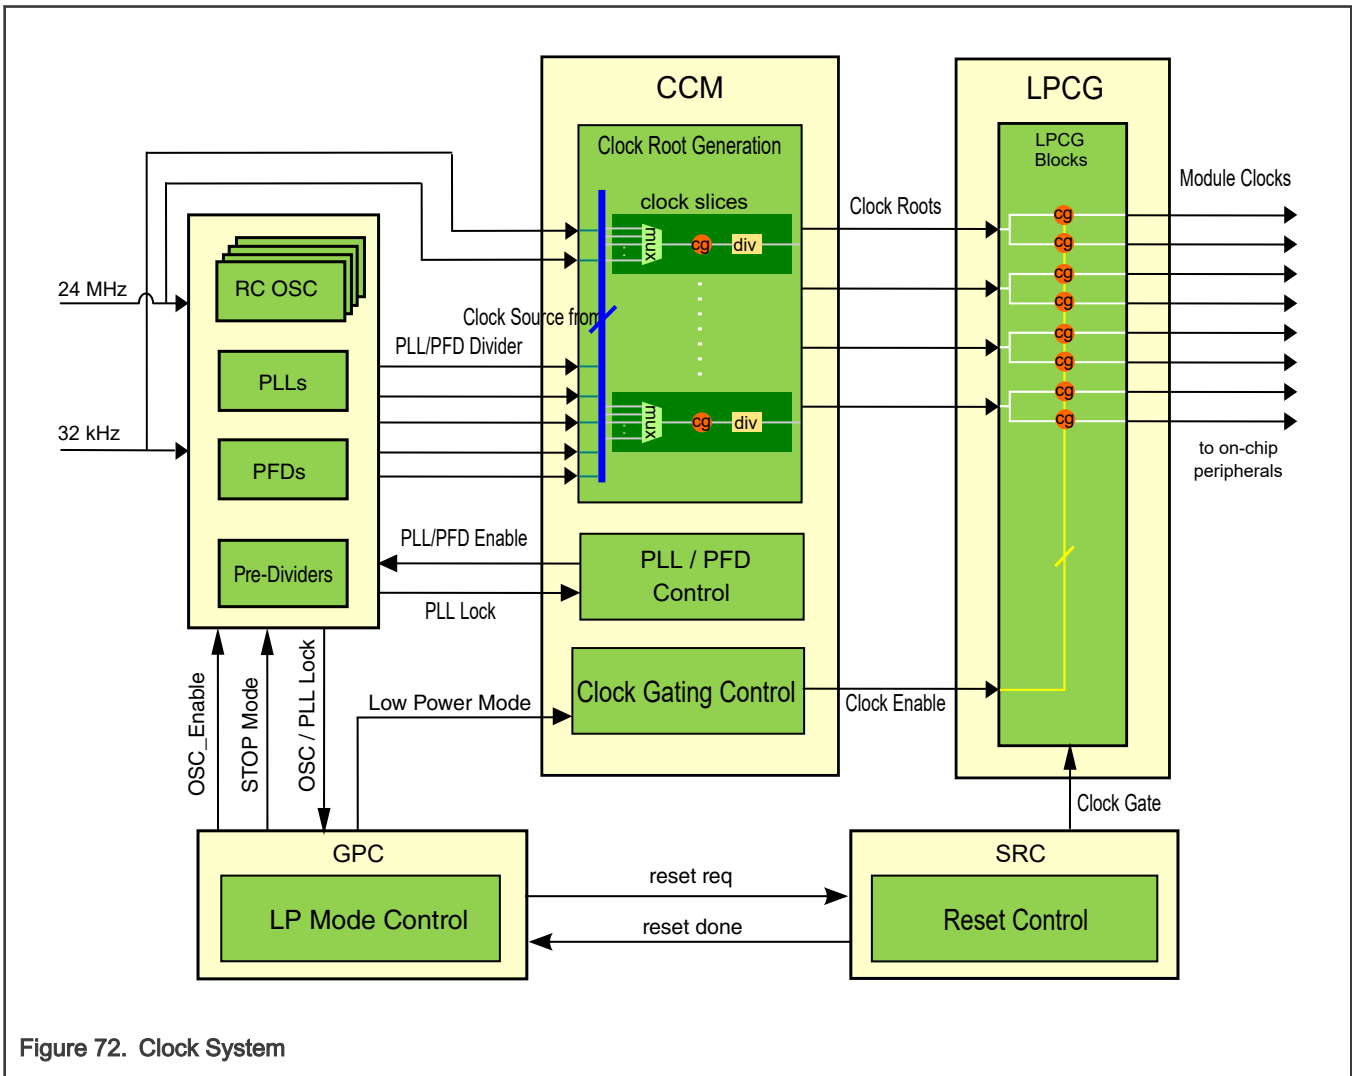 CCM
LPCG
Clock Root Generation
LPCG
Blocks
clock slices
Clock Roots
Module Clocks
mux
cg
div
cg
cg
cg
cg
cg
cg
cg
cg
24 MHz
RC OSC
Clock Source from
PLL/PFD Divider
PLLs
mux
cg
div
32 kHz
PFDs
to on-chip
peripherals
PLL/PFD Enable
PLL / PFD
Control
Pre-Dividers
PLL Lock
OSC_Enable
STOP Mode
OSC / PLL Lock
Low Power Mode
Clock Gating Control
Clock Enable
Clock Gate
GPC
SRC
LP Mode Control
reset req
reset done
Reset Control
Figure 72. Clock System